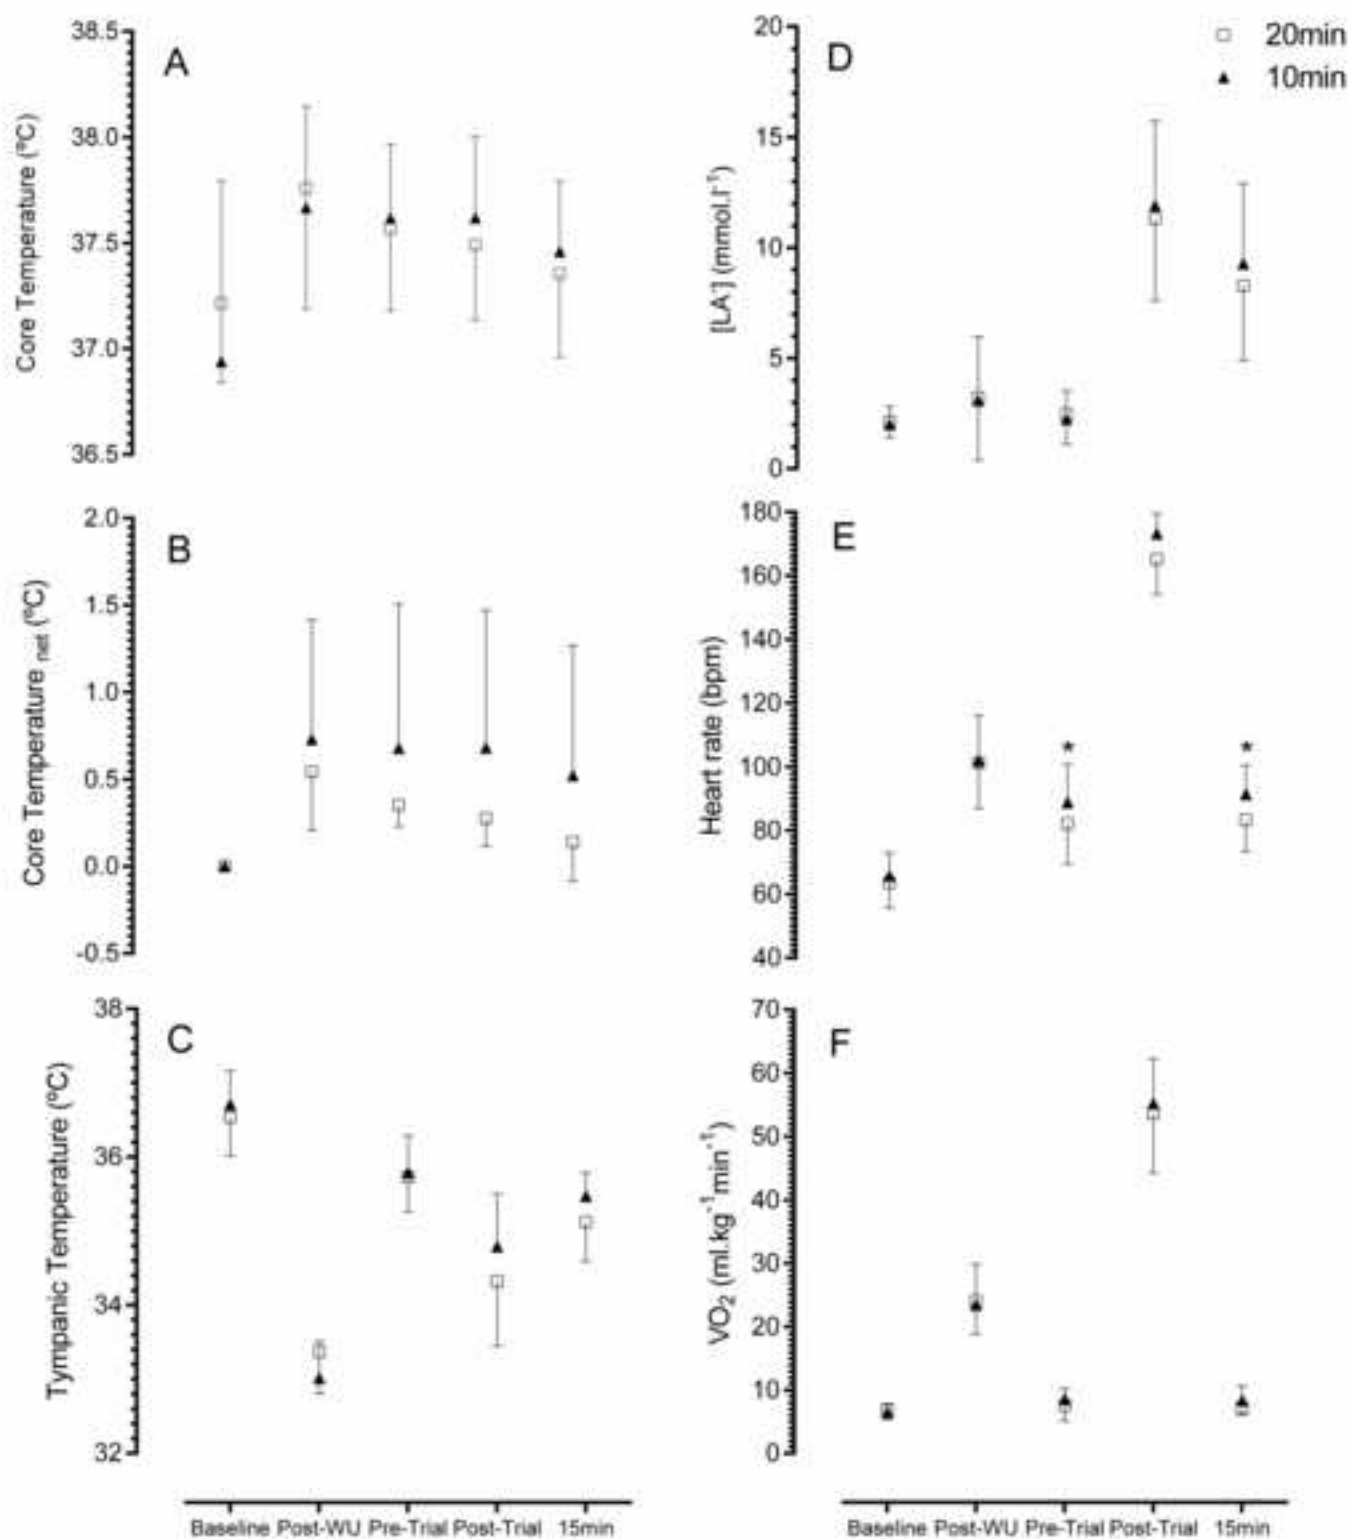 20min
10min
A
Core Temperature (ºC)
38.5
38.0
37.5
37.0
36.5
D
[LA-] (mmol.l-1)
20
15
10
5
0
B
Core Temperature net (ºC)
2.0
1.5
1.0
0.5
0.0
-0.5
E
Heart rate (bpm)
180
160
140
120
100
80
60
40
*
*
C
Tympanic Temperature (ºC)
38
36
34
32
F
VO2 (ml.kg-1min-1)
70
60
50
40
30
20
10
0
Baseline Post-WU Pre-Trial Post-Trial 15min
Baseline Post-WU Pre-Trial Post-Trial 15min